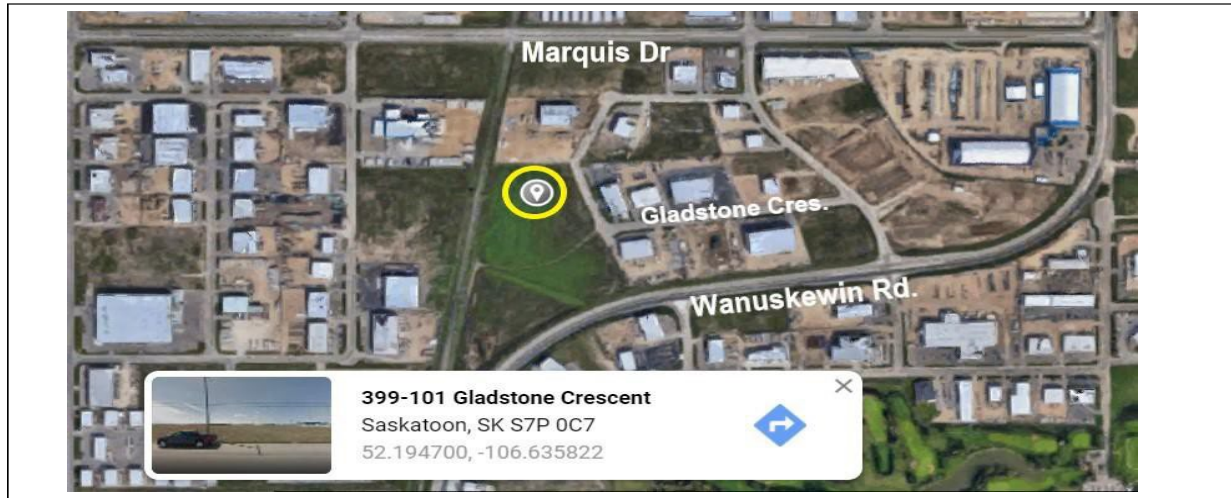 Marquis Dr
Gladstone Cres.
Wanuskewin Rd.
399-101 Gladstone Crescent
Saskatoon, SK S7P 0C7
52.194700, -106.635822